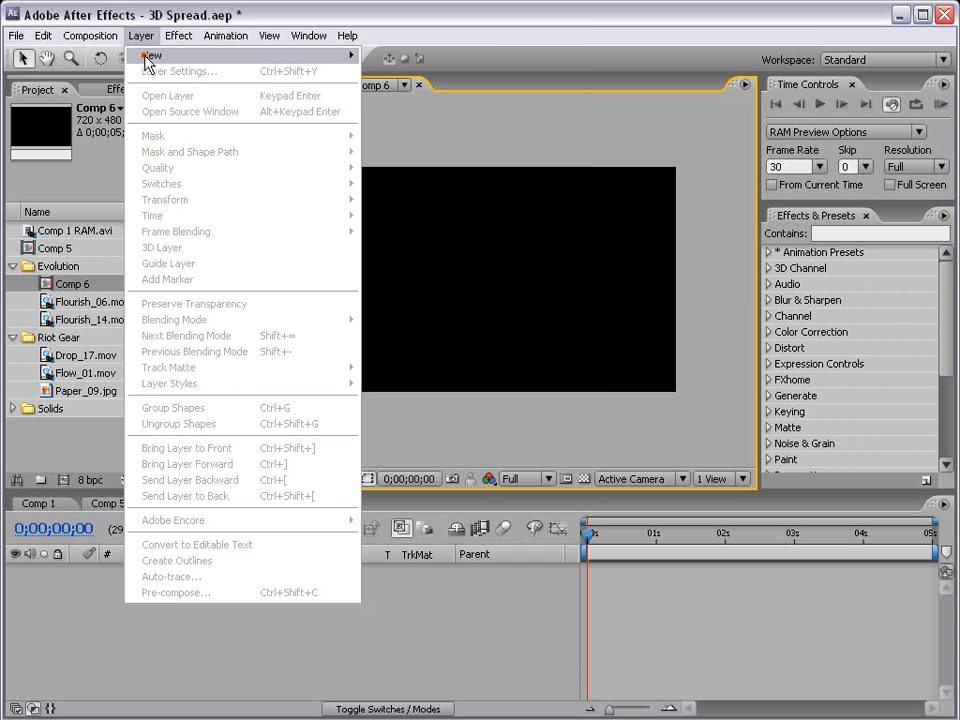 Adobe After Effects - 3D Spread.aep *
File Edit Composition Layer Effect Animation View Window Help
Workspace: Standard
Project Effe
Comp 6
720 x 480
Δ 0;00;05;
Name
Comp 1 RAM.avi
Comp 5
Evolution
Comp 6
Flourish_06.mo
Flourish_14.mo
Riot Gear
Drop_17.mov
Flow_01.mov
Paper_09.jpg
Solids
8 bpc
New
Layer Settings... Ctrl+Shift+Y
Open Layer Keypad Enter
Open Source Window Alt+Keypad Enter
Mask
Mask and Shape Path
Quality
Switches
Transform
Time
Frame Blending
3D Layer
Guide Layer
Add Marker
Preserve Transparency
Blending Mode
Next Blending Mode Shift+=
Previous Blending Mode Shift+-
Track Matte
Layer Styles
Group Shapes Ctrl+G
Ungroup Shapes Ctrl+Shift+G
Bring Layer to Front Ctrl+Shift+]
Bring Layer Forward Ctrl+]
Send Layer Backward Ctrl+[
Send Layer to Back Ctrl+Shift+[
Adobe Encore
Convert to Editable Text
Create Outlines
Auto-trace...
Pre-compose... Ctrl+Shift+C
omp 6
0;00;00;00 Full Active Camera 1 View
Time Controls
RAM Preview Options
Frame Rate Skip Resolution
30 0 Full
From Current Time Full Screen
Effects & Presets
Contains:
* Animation Presets
3D Channel
Audio
Blur & Sharpen
Channel
Color Correction
Distort
Expression Controls
FXhome
Generate
Keying
Matte
Noise & Grain
Paint
Comp 1 Comp 5
0;00;00;00 (29
# T TrkMat Parent
01s 02s 03s 04s 05s
Toggle Switches / Modes